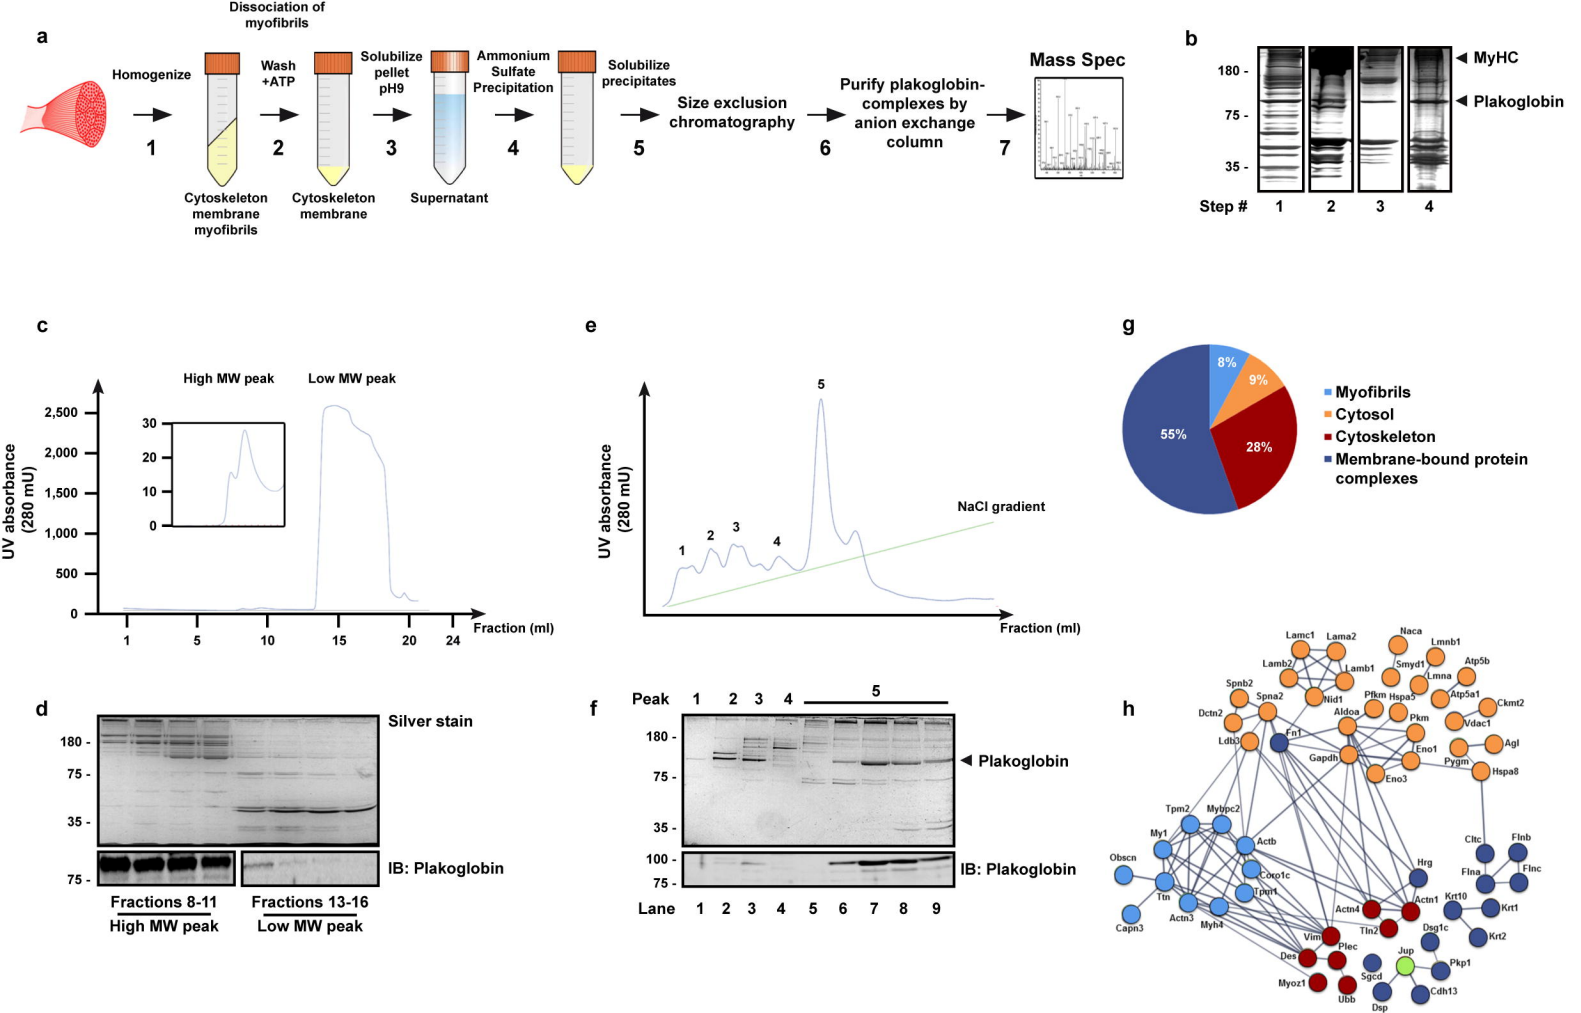 a
Dissociation of
myofibrils
Homogenize
Wash
+ATP
Solubilize
pellet
pH9
Ammonium
Sulfate
Precipitation
Solubilize
precipitates
Size exclusion
chromatography
Purify plakoglobin-
complexes by
anion exchange
column
Mass Spec
1
2
3
4
5
6
7
Cytoskeleton
membrane
myofibrils
Cytoskeleton
membrane
Supernatant
b
180 -
75 -
35 -
MyHC
Plakoglobin
Step # 1 2 3 4
c
High MW peak
Low MW peak
UV absorbance
(280 mU)
2,500
2,000
1,500
1,000
500
0
30
20
10
0
1 5 10 15 20 24
Fraction (ml)
d
Silver stain
180 -
75 -
35 -
75 -
IB: Plakoglobin
Fractions 8-11
High MW peak
Fractions 13-16
Low MW peak
e
UV absorbance
(280 mU)
1
2
3
4
5
NaCl gradient
Fraction (ml)
f
Peak 1 2 3 4 5
180 -
75 -
35 -
Plakoglobin
100 -
75 -
IB: Plakoglobin
Lane 1 2 3 4 5 6 7 8 9
g
8%
9%
28%
55%
Myofibrils
Cytosol
Cytoskeleton
Membrane-bound protein
complexes
h
Lamc1
Lama2
Lamb2
Lamb1
Nid1
Naca
Smyd1
Lmnb1
Lmna
Atp5b
Atp5a1
Ckmt2
Vdac1
Spnb2
Spna2
Dctn2
Ldb3
Fn1
Aldoa
Pfkm
Hspa5
Pkm
Gapdh
Eno1
Eno3
Pygm
Agl
Hspa8
Tpm2
Mybpc2
My1
Actb
Obscn
Coro1c
Ttn
Tpm1
Capn3
Actn3
Myh4
Cltc
Flnb
Flna
Flnc
Hrg
Actn4
Actn1
Tln2
Krt10
Krt1
Krt2
Vim
Des
Plec
Myoz1
Ubb
Sgcd
Dsg1c
Jup
Pkp1
Dsp
Cdh13